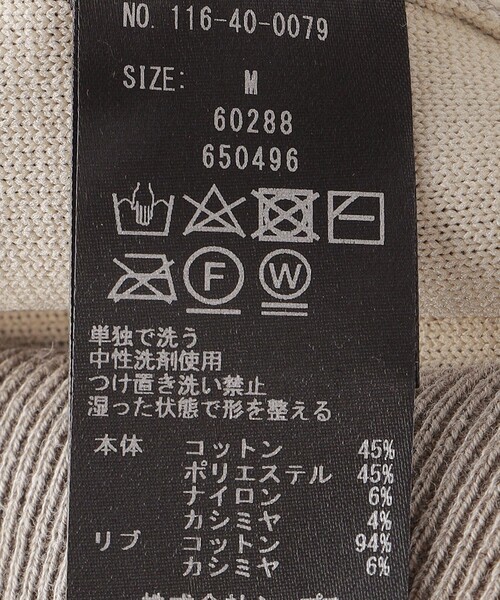 NO. 116-40-0079
SIZE: M
60288
650496
F W
単独で洗う
中性洗剤使用
つけ置き洗い禁止
湿った状態で形を整える
本体 コットン 45%
ポリエステル 45%
ナイロン 6%
カシミヤ 4%
リブ コットン 94%
カシミヤ 6%